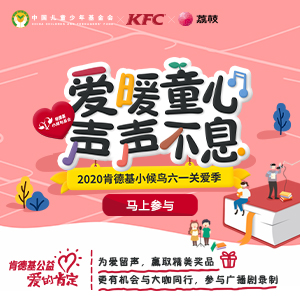 中国儿童少年基金会 KFC × 荔枝
爱暖童心
声声不息
2020肯德基小候鸟六一关爱季
马上参与
肯德基公益
爱的肯定
为爱留声，赢取精美奖品
更有机会与大咖同行，参与广播剧录制